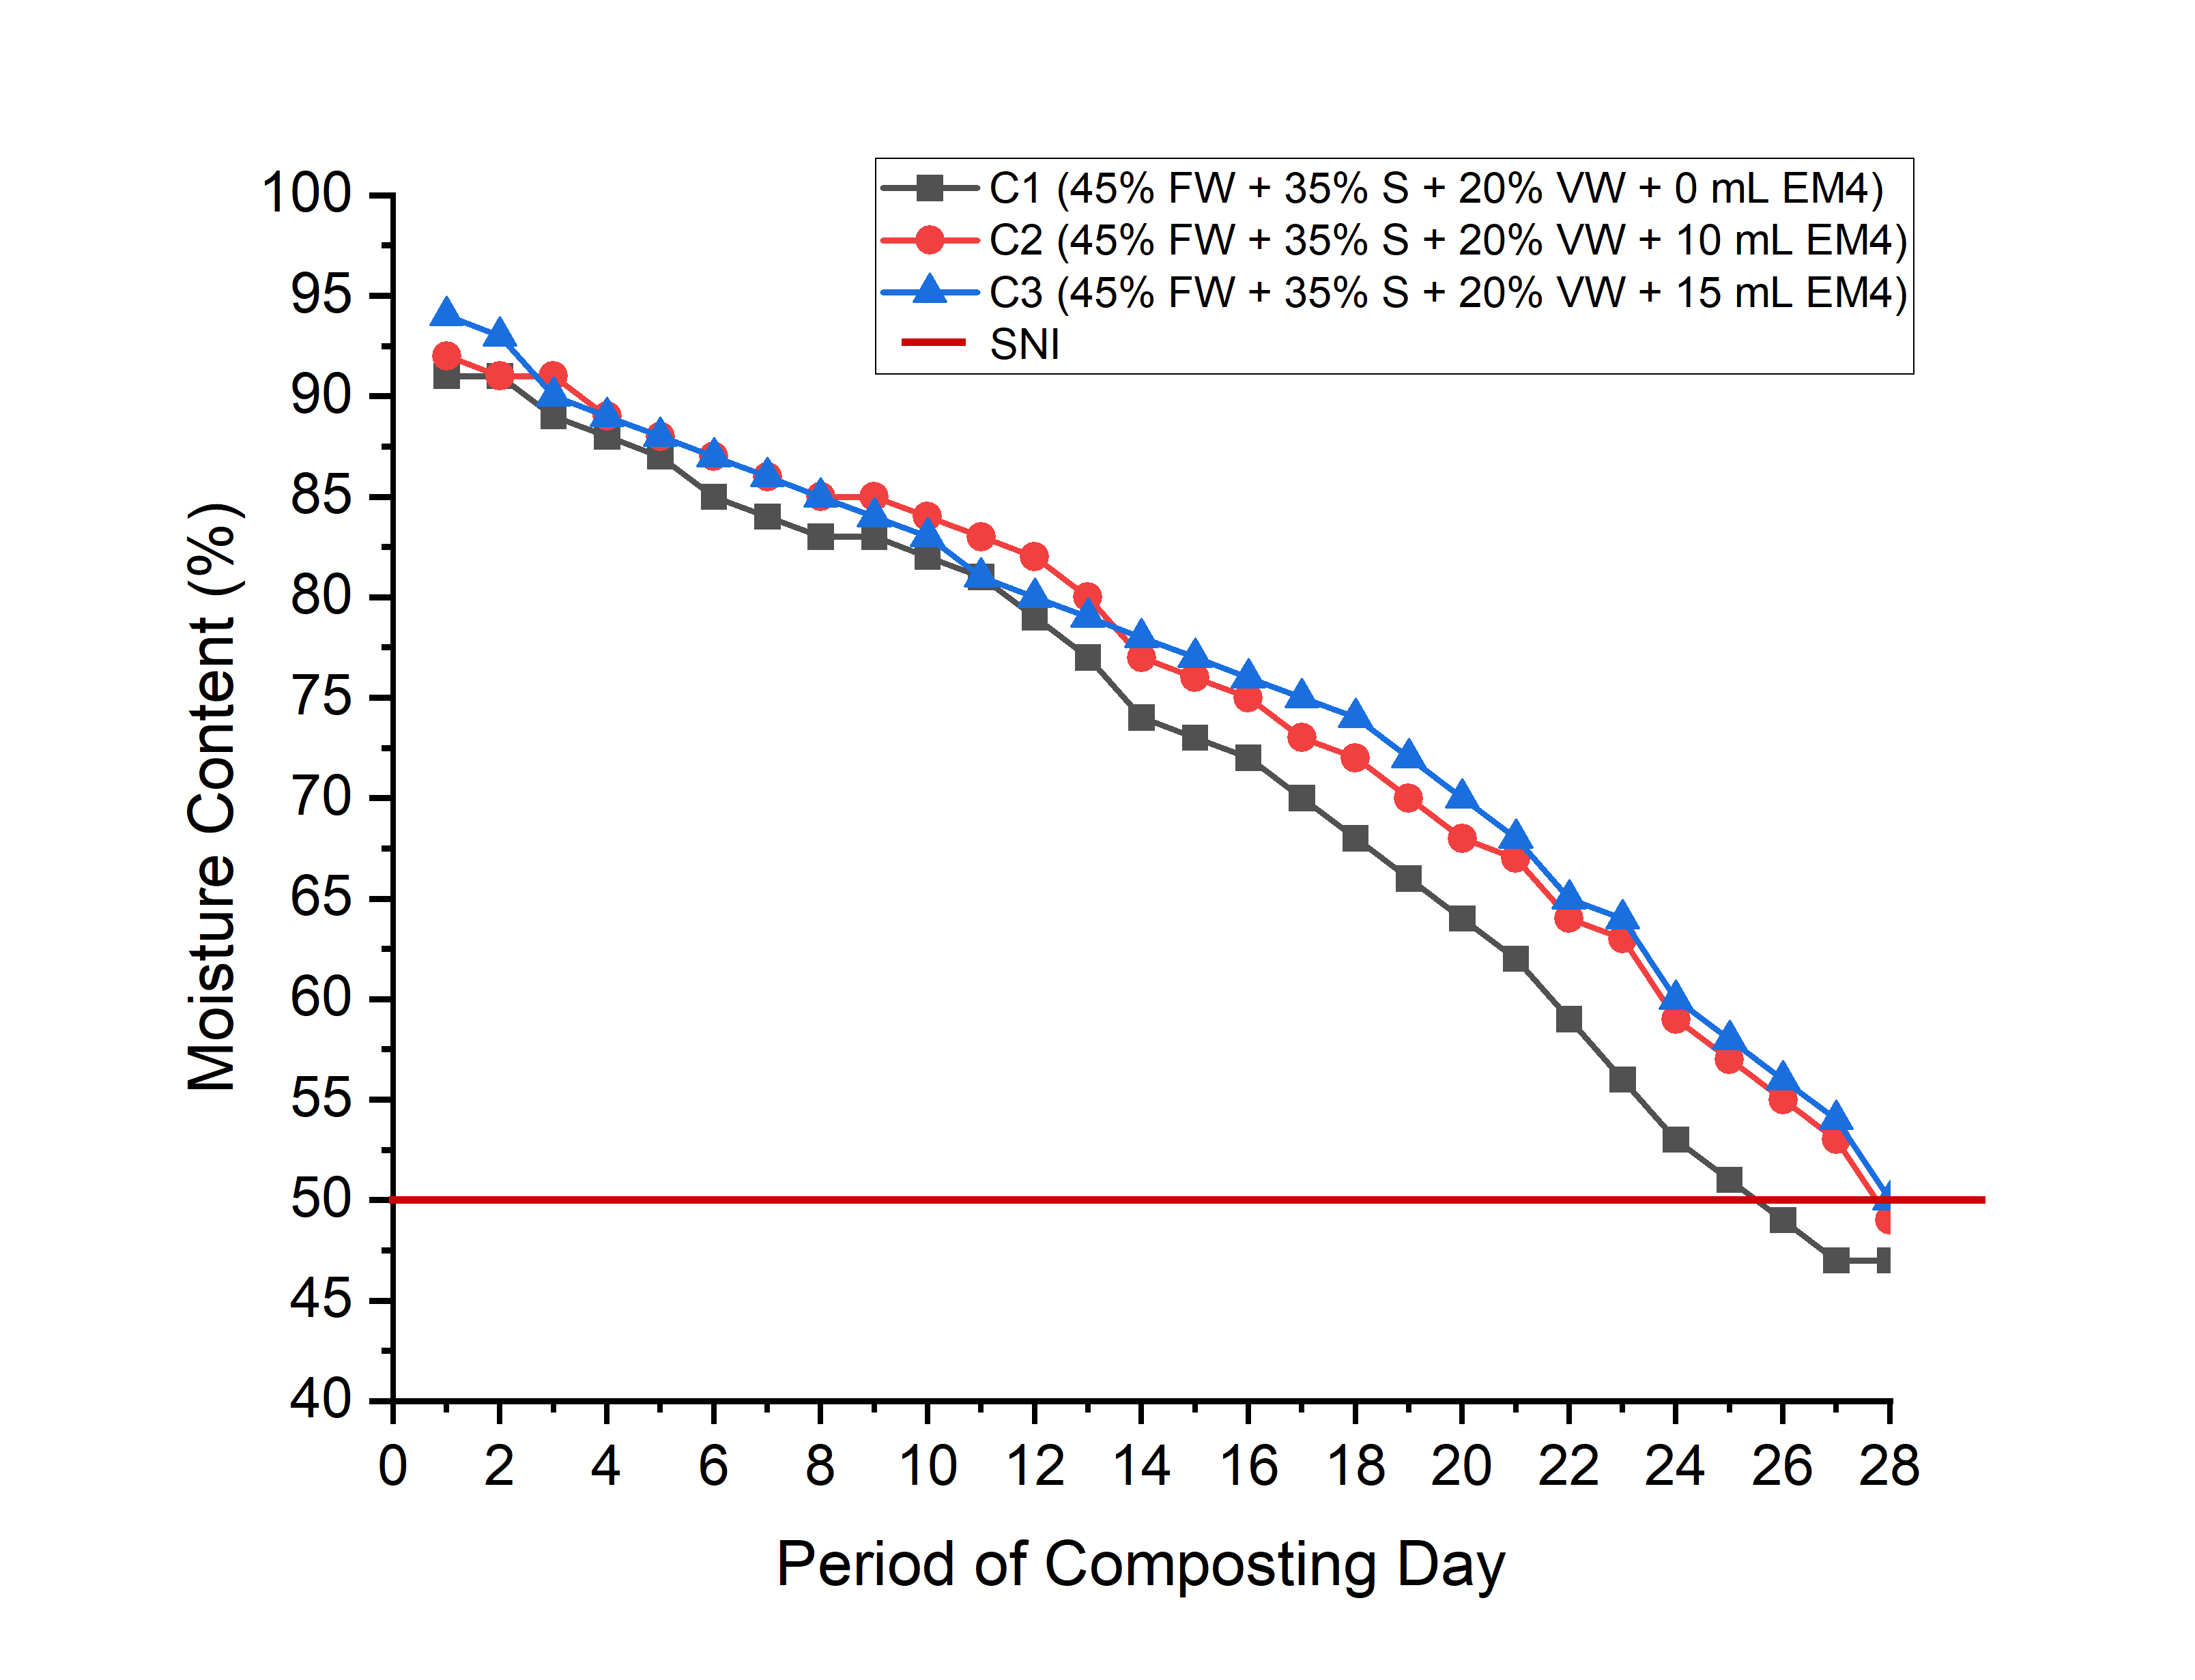 C1 (45% FW + 35% S + 20% VW + 0 mL EM4)
C2 (45% FW + 35% S + 20% VW + 10 mL EM4)
C3 (45% FW + 35% S + 20% VW + 15 mL EM4)
SNI
Moisture Content (%)
100
95
90
85
80
75
70
65
60
55
50
45
40
0 2 4 6 8 10 12 14 16 18 20 22 24 26 28
Period of Composting Day